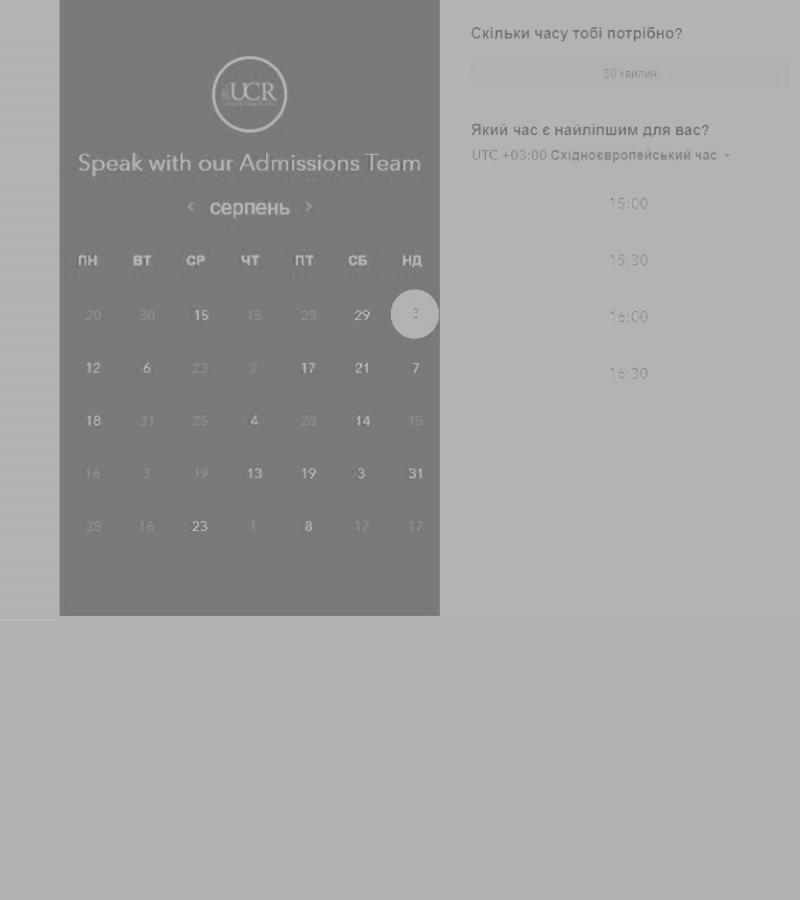 UCR
Speak with our Admissions Team
< серпень >
ПН ВТ СР ЧТ ПТ СБ НД
20 30 15 15 28 29 3
12 6 23 2 17 21 7
18 31 25 4 28 14 15
16 3 19 13 19 3 31
28 16 23 1 8 17 17
Скільки часу тобі потрібно?
30 хвилин
Який час є найліпшим для вас?
UTC +03:00 Східноєвропейський час
15:00
15:30
16:00
16:30